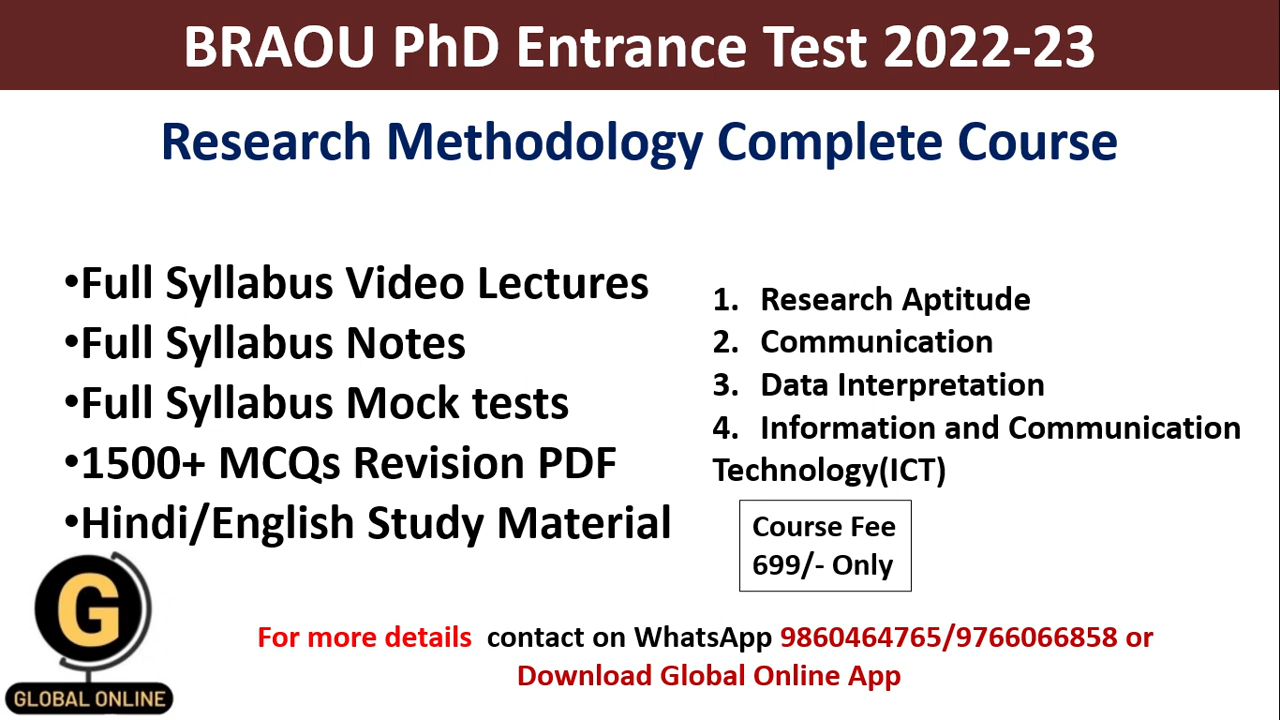 BRAOU PhD Entrance Test 2022-23
Research Methodology Complete Course
•Full Syllabus Video Lectures
•Full Syllabus Notes
•Full Syllabus Mock tests
•1500+ MCQs Revision PDF
•Hindi/English Study Material
1. Research Aptitude
2. Communication
3. Data Interpretation
4. Information and Communication
Technology(ICT)
Course Fee
699/- Only
G
GLOBAL ONLINE
For more details contact on WhatsApp 9860464765/9766066858 or
Download Global Online App